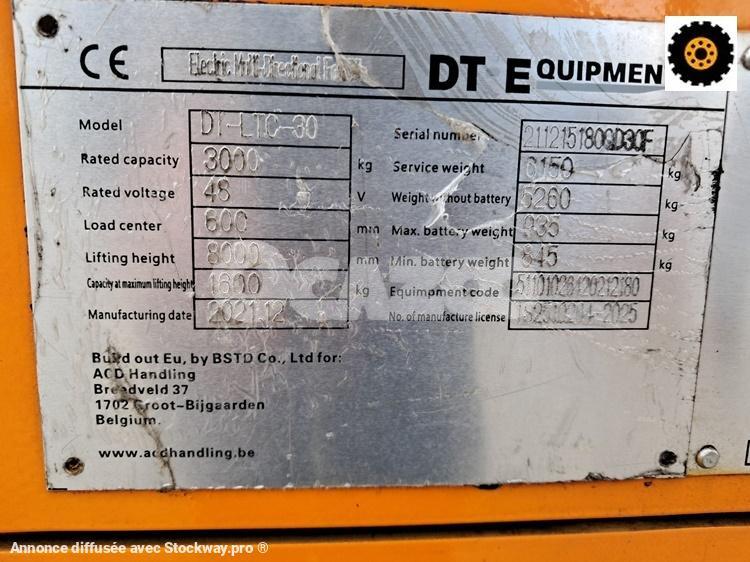 CE Electric Multi-Directional DT EQUIPMEN
Model DT-LTC-30
Rated capacity 3000 kg
Rated voltage 48 V
Load center 600 mm
Lifting height 8000 mm
Capacity at maximum lifting height 1600 kg
Manufacturing date 2021.12
Serial number
Service weight 6150 kg
Weight without battery 5260 kg
Max. battery weight 935 kg
Min. battery weight 845 kg
Equimpment code
No. of manufacture license
Build out Eu, by BSTD Co., Ltd for:
ACD Handling
Breedveld 37
1702 Groot-Bijgaarden
Belgium.
www.acdhandling.be
Annonce diffusée avec Stockway.pro ®